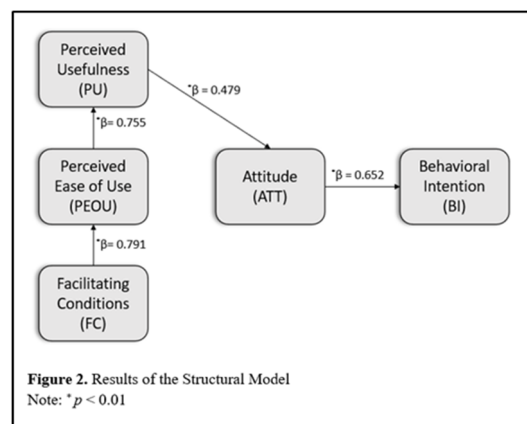 Perceived
Usefulness
(PU)
*β = 0.479
*β= 0.755
Perceived
Ease of Use
(PEOU)
Attitude
(ATT)
*β = 0.652
Behavioral
Intention
(BI)
*β= 0.791
Facilitating
Conditions
(FC)
Figure 2. Results of the Structural Model
Note: *p < 0.01